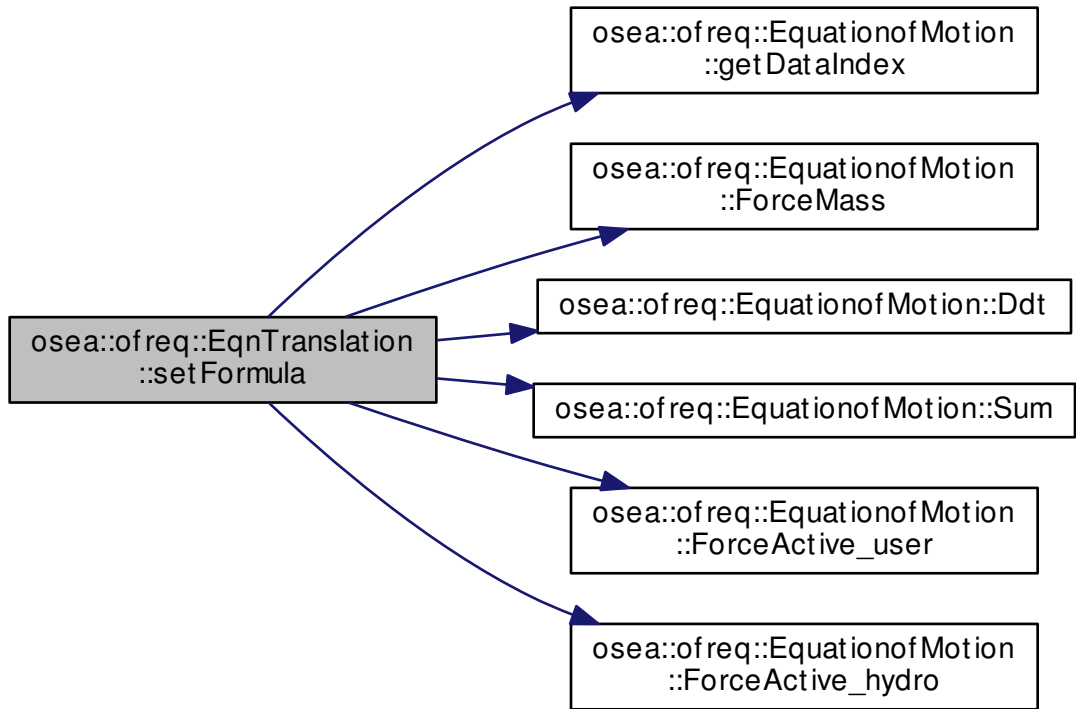 osea::ofreq::EqnTranslation
::setFormula
osea::ofreq::EquationofMotion
::getDataIndex
osea::ofreq::EquationofMotion
::ForceMass
osea::ofreq::EquationofMotion::Ddt
osea::ofreq::EquationofMotion::Sum
osea::ofreq::EquationofMotion
::ForceActive_user
osea::ofreq::EquationofMotion
::ForceActive_hydro